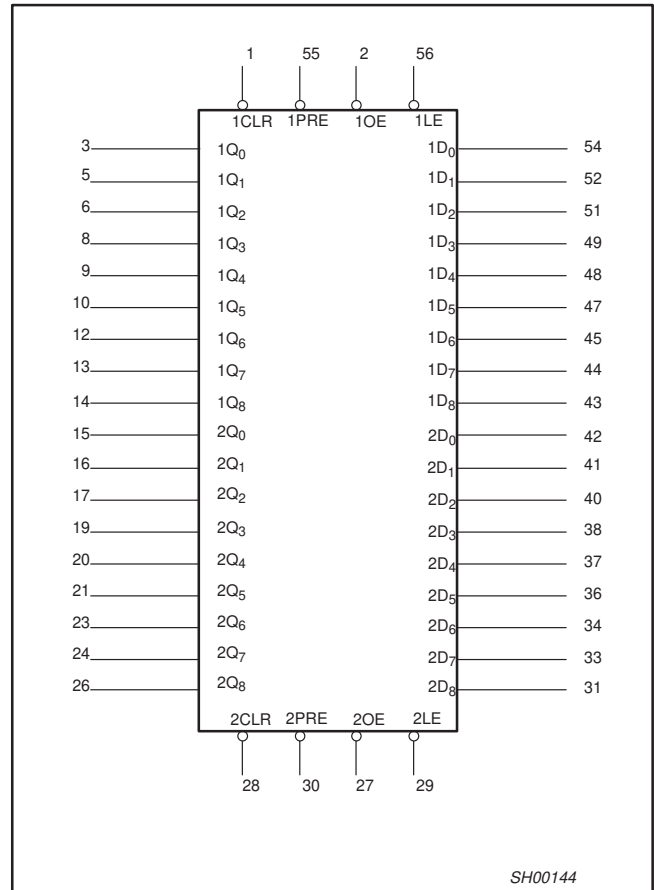 1 55 2 56
1CLR 1PRE 1OE 1LE
3 1Q0 1D0 54
5 1Q1 1D1 52
6 1Q2 1D2 51
8 1Q3 1D3 49
9 1Q4 1D4 48
10 1Q5 1D5 47
12 1Q6 1D6 45
13 1Q7 1D7 44
14 1Q8 1D8 43
15 2Q0 2D0 42
16 2Q1 2D1 41
17 2Q2 2D2 40
19 2Q3 2D3 38
20 2Q4 2D4 37
21 2Q5 2D5 36
23 2Q6 2D6 34
24 2Q7 2D7 33
26 2Q8 2D8 31
2CLR 2PRE 2OE 2LE
28 30 27 29
SH00144